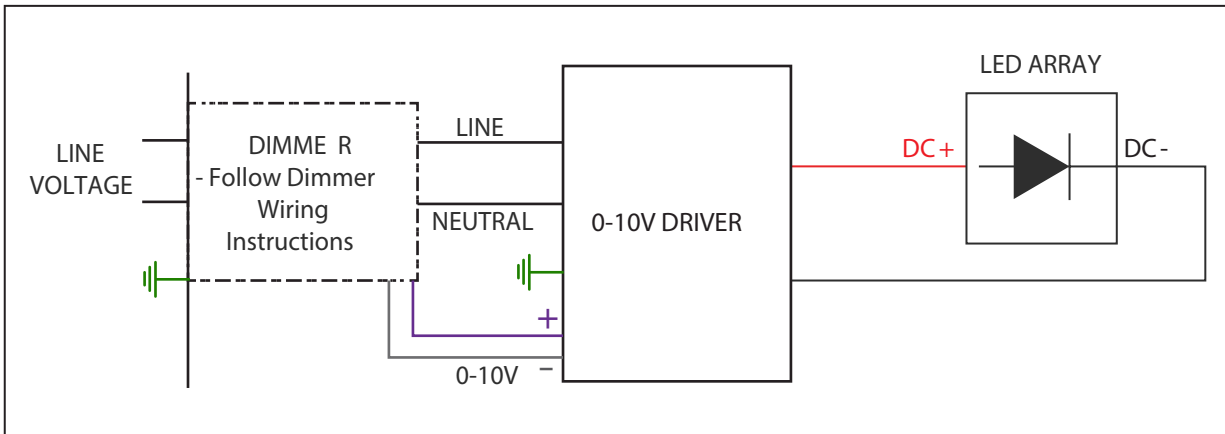 LED ARRAY
LINE
VOLTAGE
DIMME R
- Follow Dimmer
Wiring
Instructions
LINE
NEUTRAL
0-10V DRIVER
DC+
DC-
+
0-10V -